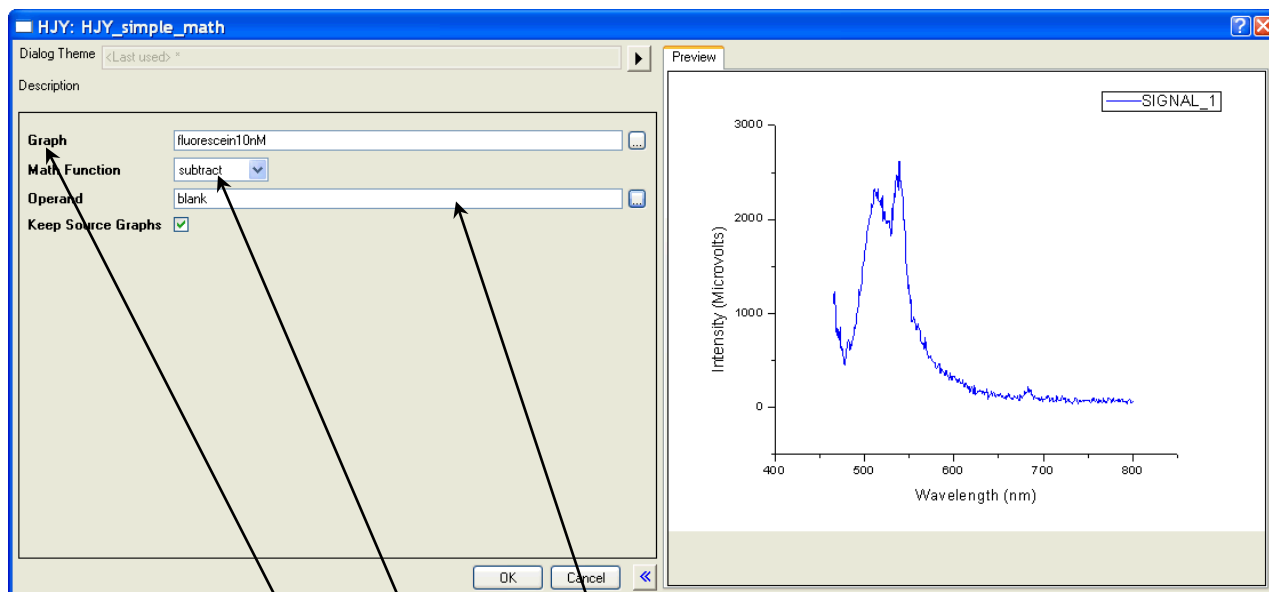 HJY: HJY_simple_math
Dialog Theme <Last used> *
Description
Graph fluorescein10nM ...
Math Function subtract
Operand blank ...
Keep Source Graphs
OK Cancel
Preview
SIGNAL_1
3000
2000
1000
0
Intensity (Microvolts)
400 500 600 700 800
Wavelength (nm)